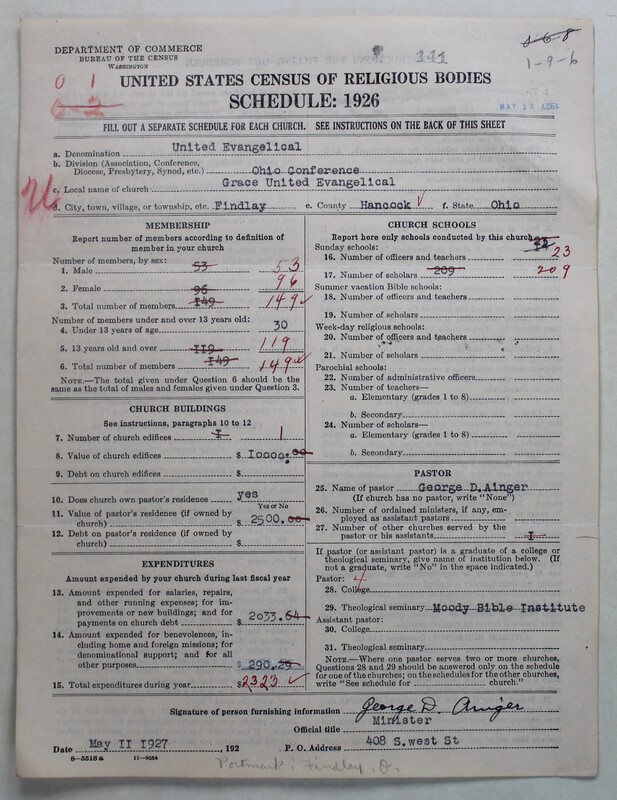 DEPARTMENT OF COMMERCE
BUREAU OF THE CENSUS
WASHINGTON
141
1-9-6
0 1
UNITED STATES CENSUS OF RELIGIOUS BODIES
SCHEDULE: 1926
FILL OUT A SEPARATE SCHEDULE FOR EACH CHURCH. SEE INSTRUCTIONS ON THE BACK OF THIS SHEET
a. Denomination United Evangelical
b. Division (Association, Conference,
Diocese, Presbytery, Synod, etc.) Ohio Conference
c. Local name of church Grace United Evangelical
d. City, town, village, or township, etc. Findlay e. County Hancock √ f. State Ohio
MEMBERSHIP
Report number of members according to definition of
member in your church
Number of members, by sex:
1. Male 53 53
2. Female 96 96
3. Total number of members 149 149 √
Number of members under and over 13 years old:
4. Under 13 years of age 30
5. 13 years old and over 119 119
6. Total number of members 149 149 √
NOTE.—The total given under Question 6 should be
the same as the total of males and females given under Question 3.
CHURCH BUILDINGS
See instructions, paragraphs 10 to 12
7. Number of church edifices I 1
8. Value of church edifices $ I0000.00
9. Debt on church edifices $
10. Does church own pastor's residence yes
Yes or No
11. Value of pastor's residence (if owned by
church) $ 2500.00
12. Debt on pastor's residence (if owned by
church) $
EXPENDITURES
Amount expended by your church during last fiscal year
13. Amount expended for salaries, repairs,
and other running expenses; for im-
provements or new buildings; and for
payments on church debt $ 2033.64
14. Amount expended for benevolences, in-
cluding home and foreign missions; for
denominational support; and for all
other purposes $ 290.29
15. Total expenditures during year $ 2323 √
CHURCH SCHOOLS
Report here only schools conducted by this church
Sunday schools:
16. Number of officers and teachers 23
17. Number of scholars 209 209
Summer vacation Bible schools:
18. Number of officers and teachers
19. Number of scholars
Week-day religious schools:
20. Number of officers and teachers
21. Number of scholars
Parochial schools:
22. Number of administrative officers
23. Number of teachers—
a. Elementary (grades 1 to 8)
b. Secondary
24. Number of scholars—
a. Elementary (grades 1 to 8)
b. Secondary
PASTOR
25. Name of pastor George D. Ainger
(If church has no pastor, write "None")
26. Number of ordained ministers, if any, em-
ployed as assistant pastors
27. Number of other churches served by the
pastor or his assistants I
If pastor (or assistant pastor) is a graduate of a college or
theological seminary, give name of institution below. (If
not a graduate, write "No" in the space indicated.)
Pastor: 4
28. College
29. Theological seminary Moody Bible Institute
Assistant pastor:
30. College
31. Theological seminary
NOTE.—Where one pastor serves two or more churches,
Questions 28 and 29 should be answered only on the schedule
for one of the churches; on the schedules for the other churches,
write "See schedule for church."
Signature of person furnishing information George D. Ainger
Official title Minister
Date May II 1927, 192 P. O. Address 408 S.west St
8-5518 a 11-9054
Postmark: Findlay, O.